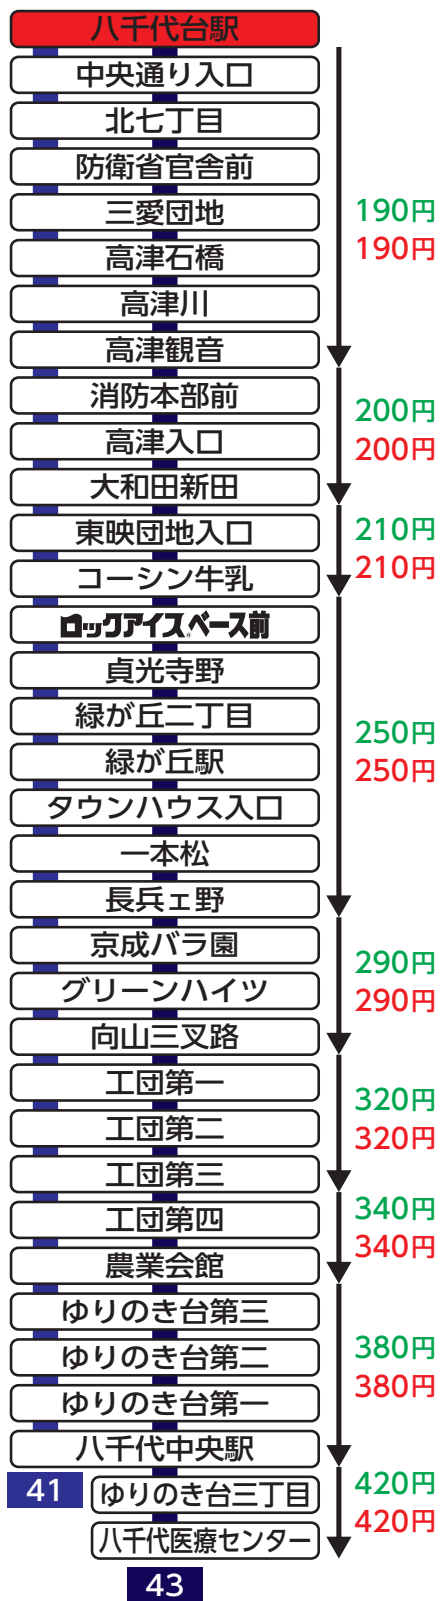 八千代台駅
中央通り入口
北七丁目
防衛省官舎前
三愛団地
190円
高津石橋
190円
高津川
高津観音
消防本部前
200円
高津入口
200円
大和田新田
東映団地入口
210円
コーシン牛乳
210円
ロックアイス®ベース前
貞光寺野
緑が丘二丁目
250円
緑が丘駅
250円
タウンハウス入口
一本松
長兵ェ野
京成バラ園
290円
グリーンハイツ
290円
向山三叉路
工団第一
320円
工団第二
320円
工団第三
工団第四
340円
農業会館
340円
ゆりのき台第三
ゆりのき台第二
380円
ゆりのき台第一
380円
八千代中央駅
41
ゆりのき台三丁目
420円
八千代医療センター
420円
43